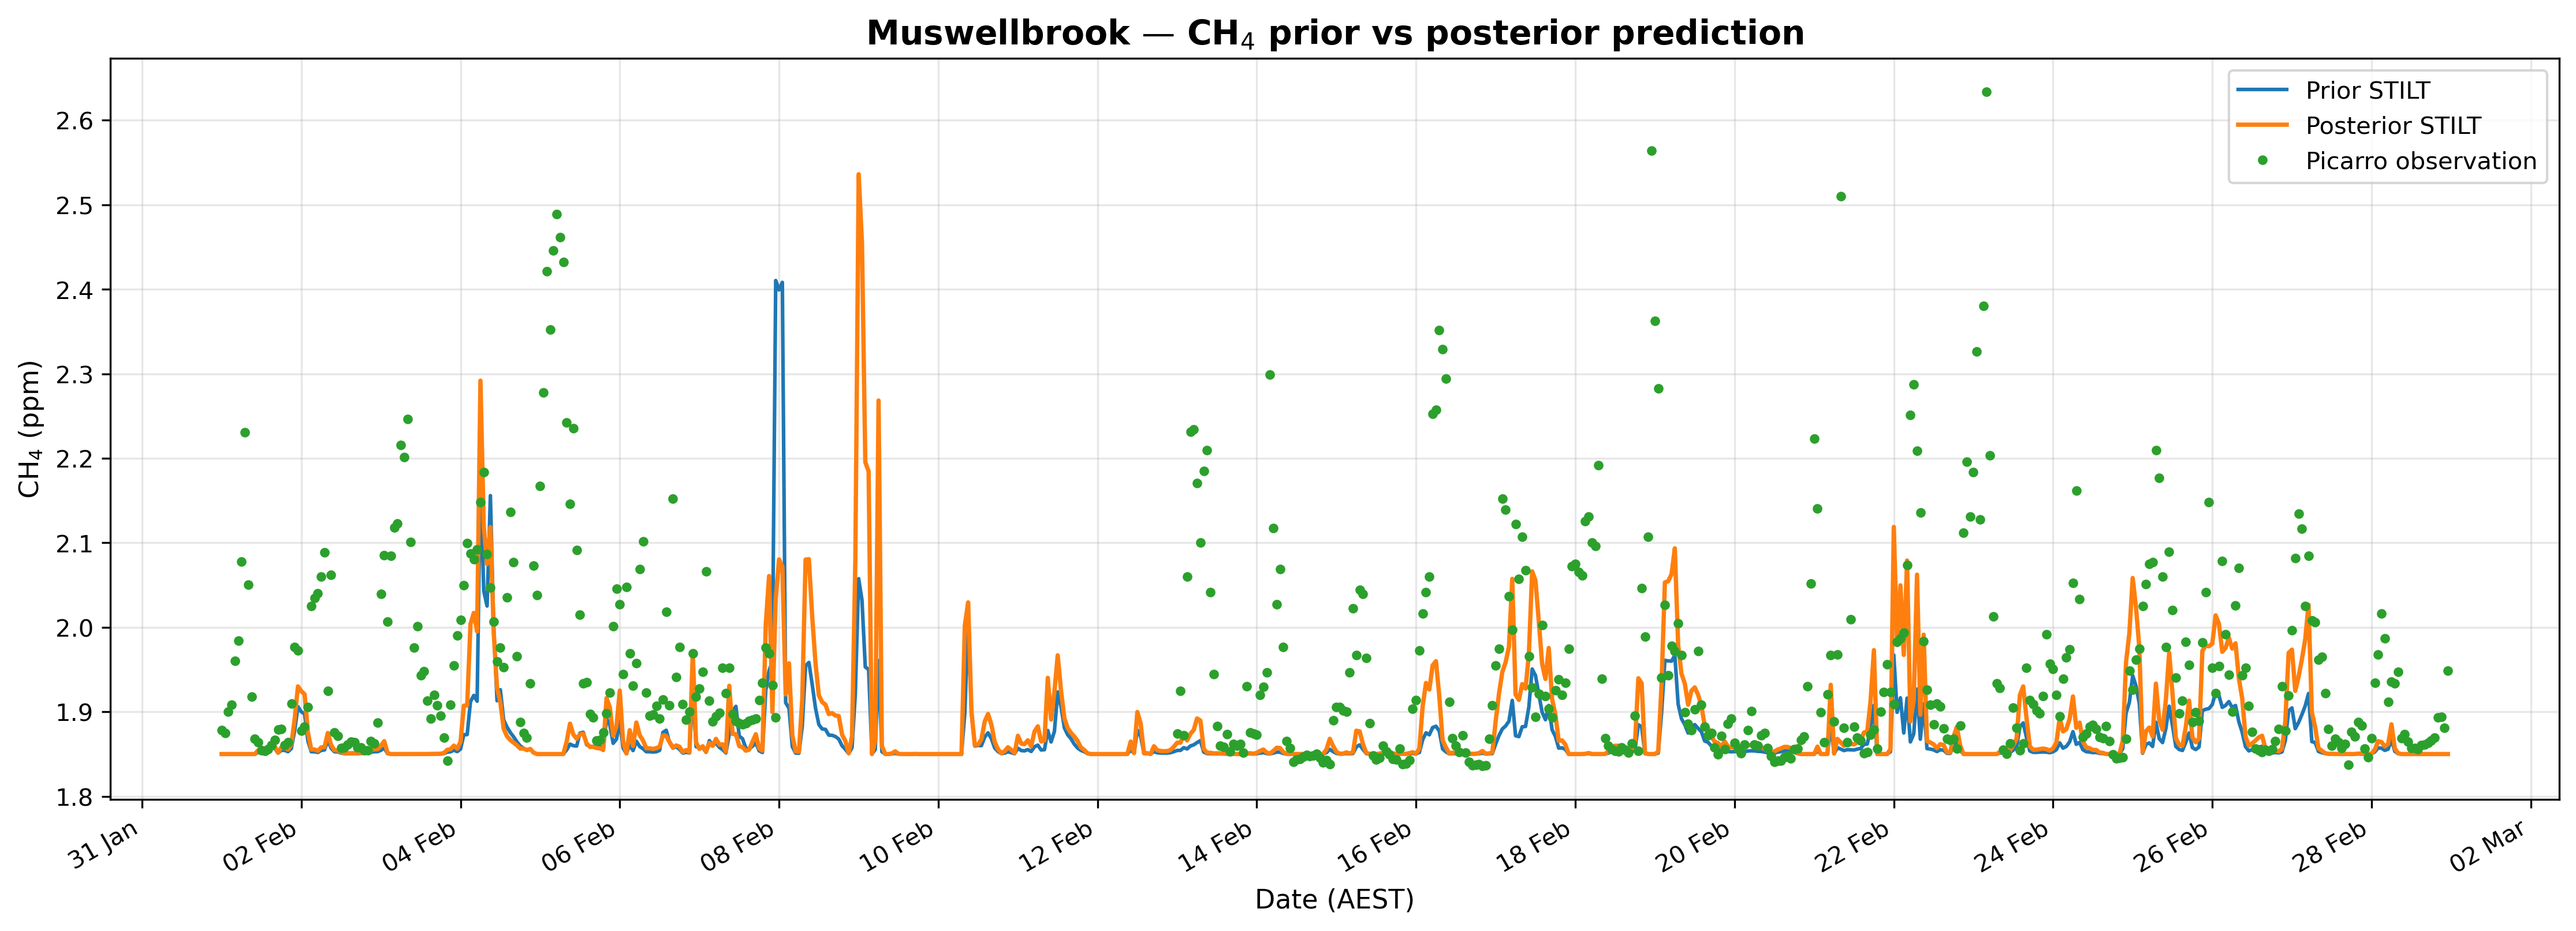 Muswellbrook — CH₄ prior vs posterior prediction
Prior STILT
Posterior STILT
Picarro observation
CH₄ (ppm)
2.6
2.5
2.4
2.3
2.2
2.1
2.0
1.9
1.8
31 Jan
02 Feb
04 Feb
06 Feb
08 Feb
10 Feb
12 Feb
14 Feb
16 Feb
18 Feb
20 Feb
22 Feb
24 Feb
26 Feb
28 Feb
02 Mar
Date (AEST)